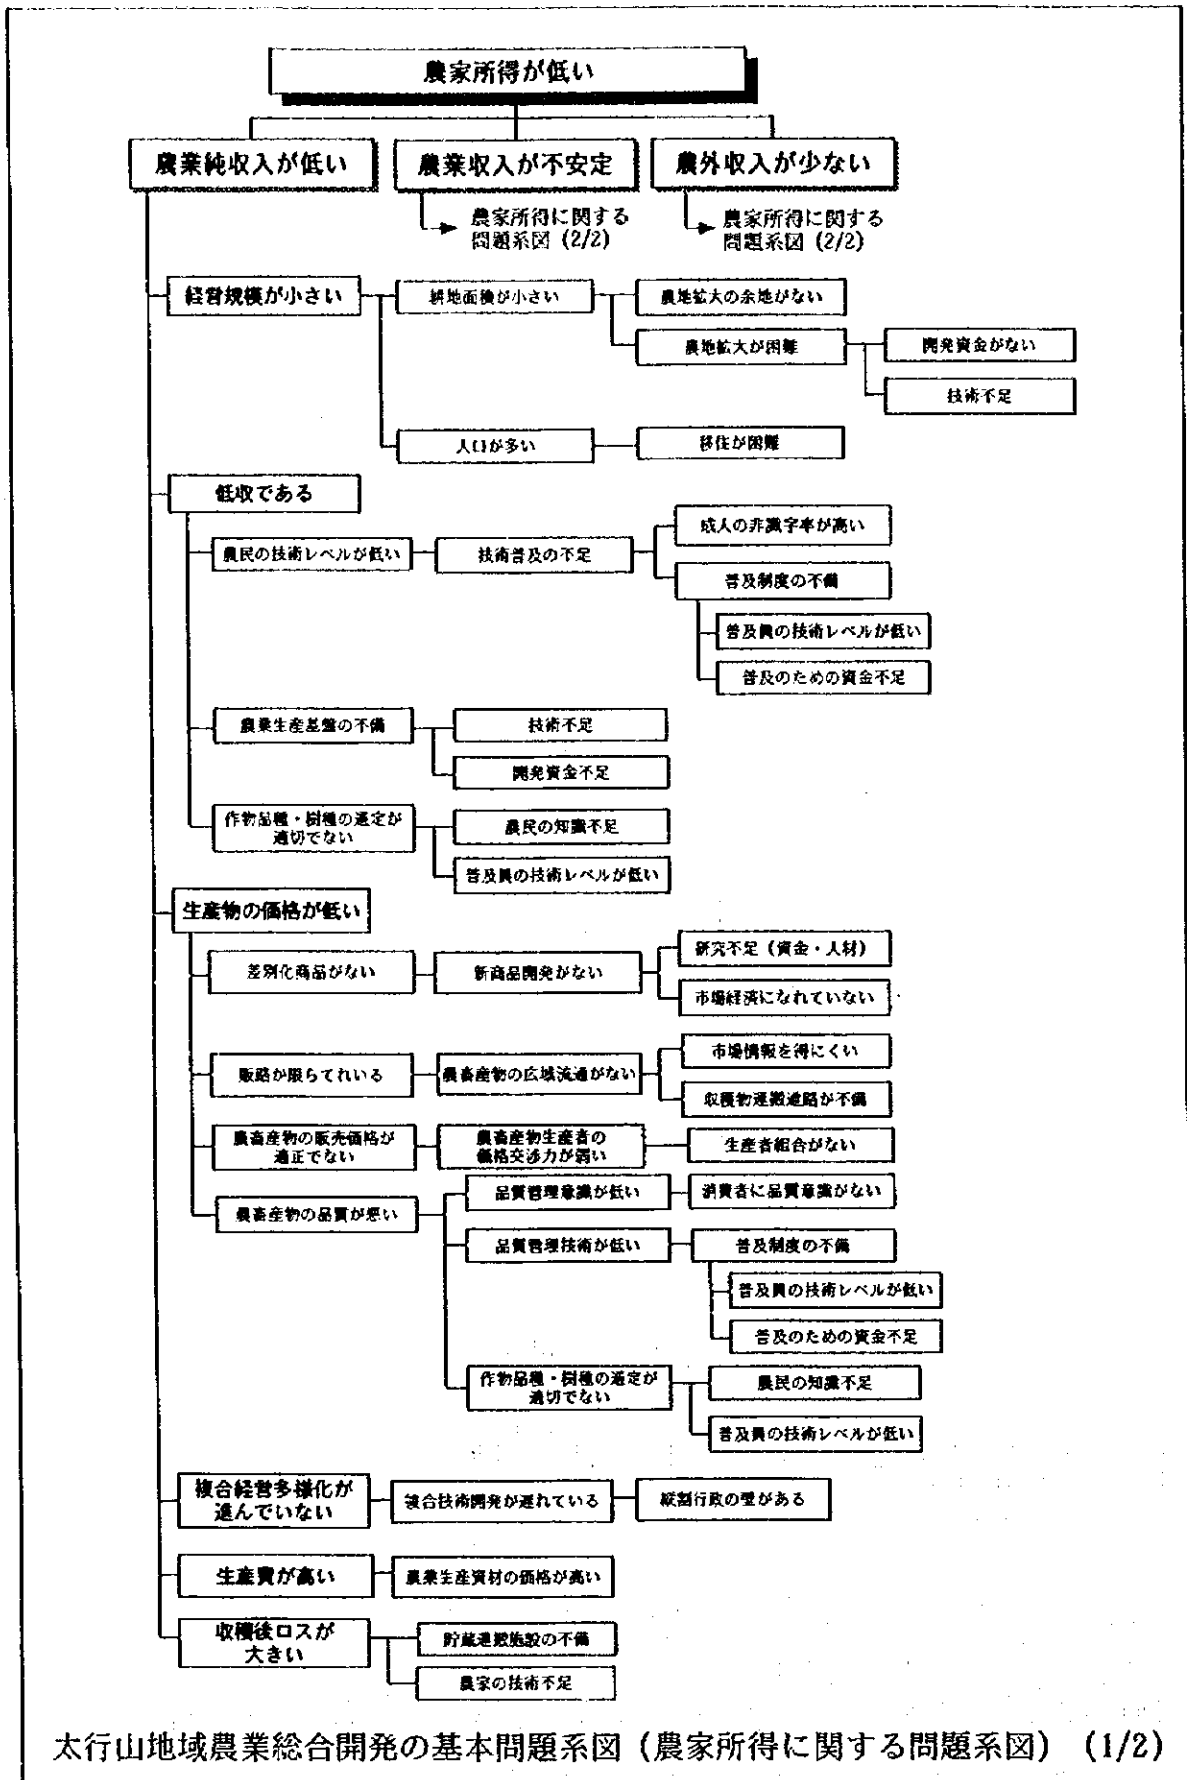 農家所得が低い
農業純収入が低い
農業収入が不安定
農外収入が少ない
農家所得に関する
問題系図 (2/2)
農家所得に関する
問題系図 (2/2)
経営規模が小さい
耕地面積が小さい
農地拡大の余地がない
農地拡大が困難
開発資金がない
技術不足
人口が多い
移住が困難
低収である
農民の技術レベルが低い
技術普及の不足
成人の非識字率が高い
普及制度の不備
普及員の技術レベルが低い
普及のための資金不足
農業生産基盤の不備
技術不足
開発資金不足
作物品種・樹種の選定が
適切でない
農民の知識不足
普及員の技術レベルが低い
生産物の価格が低い
差別化商品がない
新商品開発がない
研究不足 (資金・人材)
市場経済になれていない
販路が限らてれいる
農畜産物の広域流通がない
市場情報を得にくい
収穫物運搬道路が不備
農畜産物の販売価格が
適正でない
農畜産物生産者の
価格交渉力が弱い
生産者組合がない
農畜産物の品質が悪い
品質管理意識が低い
消費者に品質意識がない
品質管理技術が低い
普及制度の不備
普及員の技術レベルが低い
普及のための資金不足
作物品種・樹種の選定が
適切でない
農民の知識不足
普及員の技術レベルが低い
複合経営多様化が
進んでいない
複合技術開発が遅れている
縦割行政の壁がある
生産費が高い
農業生産資材の価格が高い
収穫後ロスが
大きい
貯蔵運搬施設の不備
農家の技術不足
太行山地域農業総合開発の基本問題系図 (農家所得に関する問題系図) (1/2)